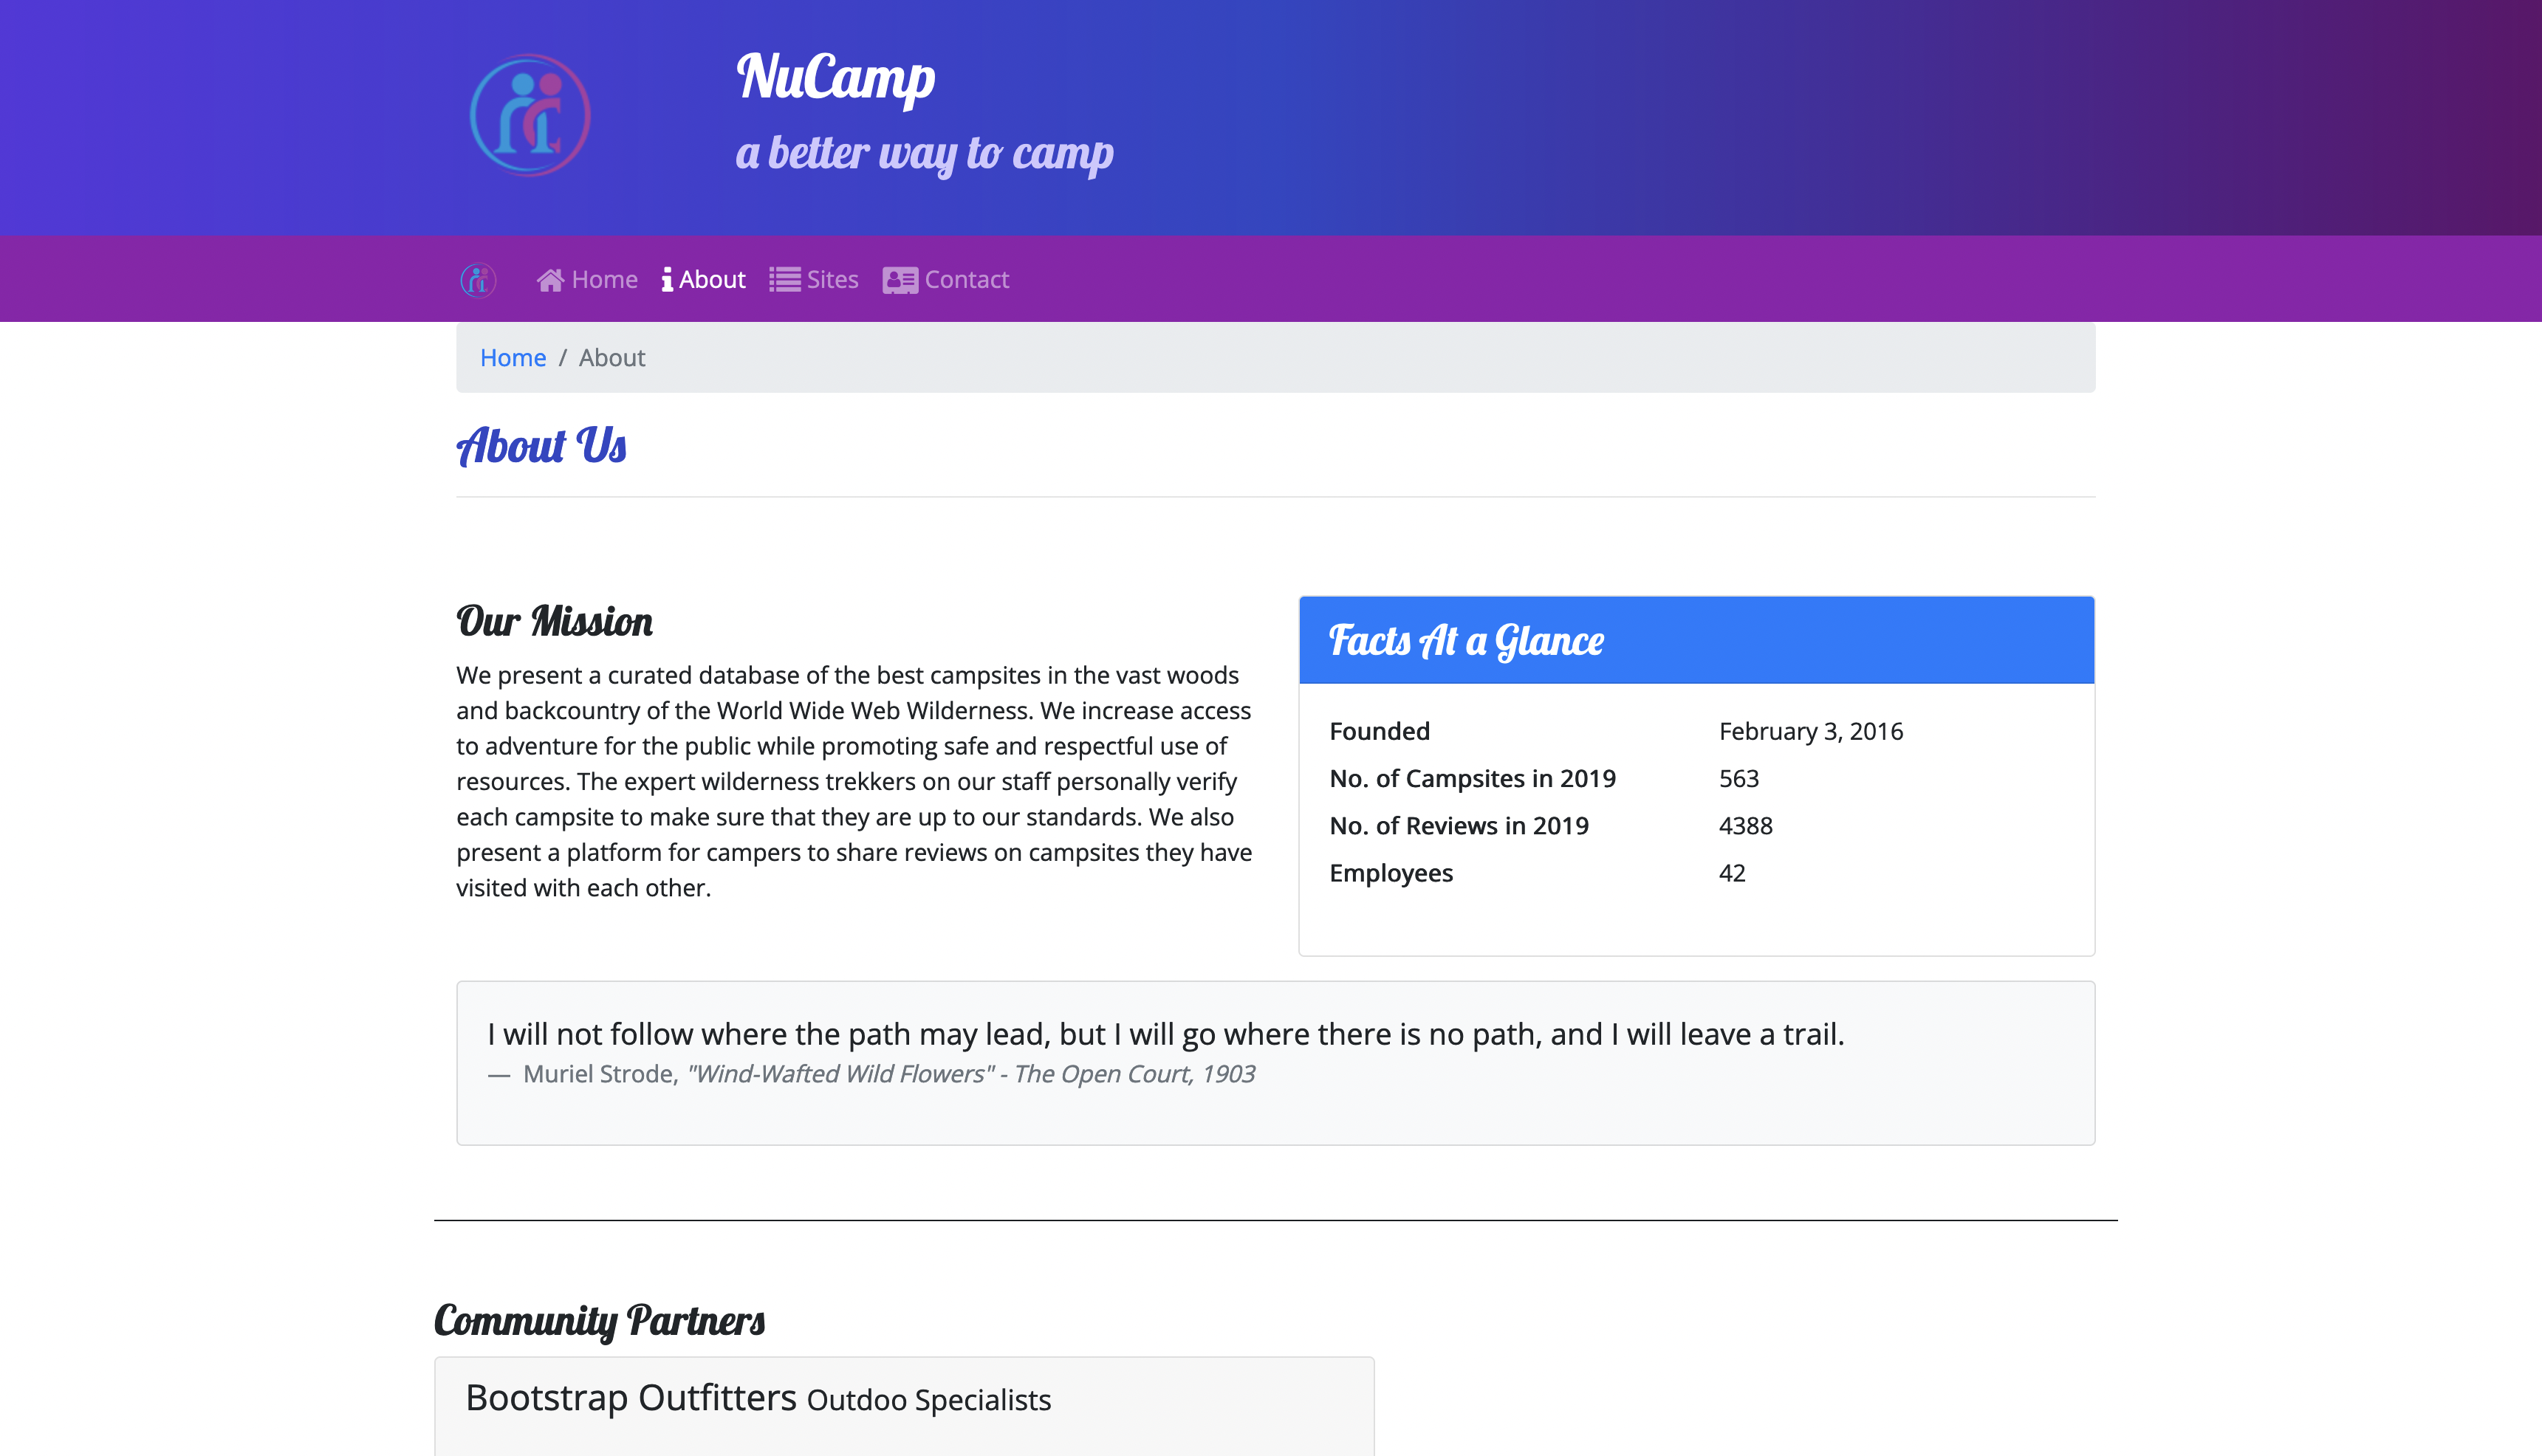 NuCamp
a better way to camp
Home About Sites Contact
Home / About
About Us
Our Mission
We present a curated database of the best campsites in the vast woods
and backcountry of the World Wide Web Wilderness. We increase access
to adventure for the public while promoting safe and respectful use of
resources. The expert wilderness trekkers on our staff personally verify
each campsite to make sure that they are up to our standards. We also
present a platform for campers to share reviews on campsites they have
visited with each other.
Facts At a Glance
Founded February 3, 2016
No. of Campsites in 2019 563
No. of Reviews in 2019 4388
Employees 42
I will not follow where the path may lead, but I will go where there is no path, and I will leave a trail.
— Muriel Strode, "Wind-Wafted Wild Flowers" - The Open Court, 1903
Community Partners
Bootstrap Outfitters Outdoo Specialists